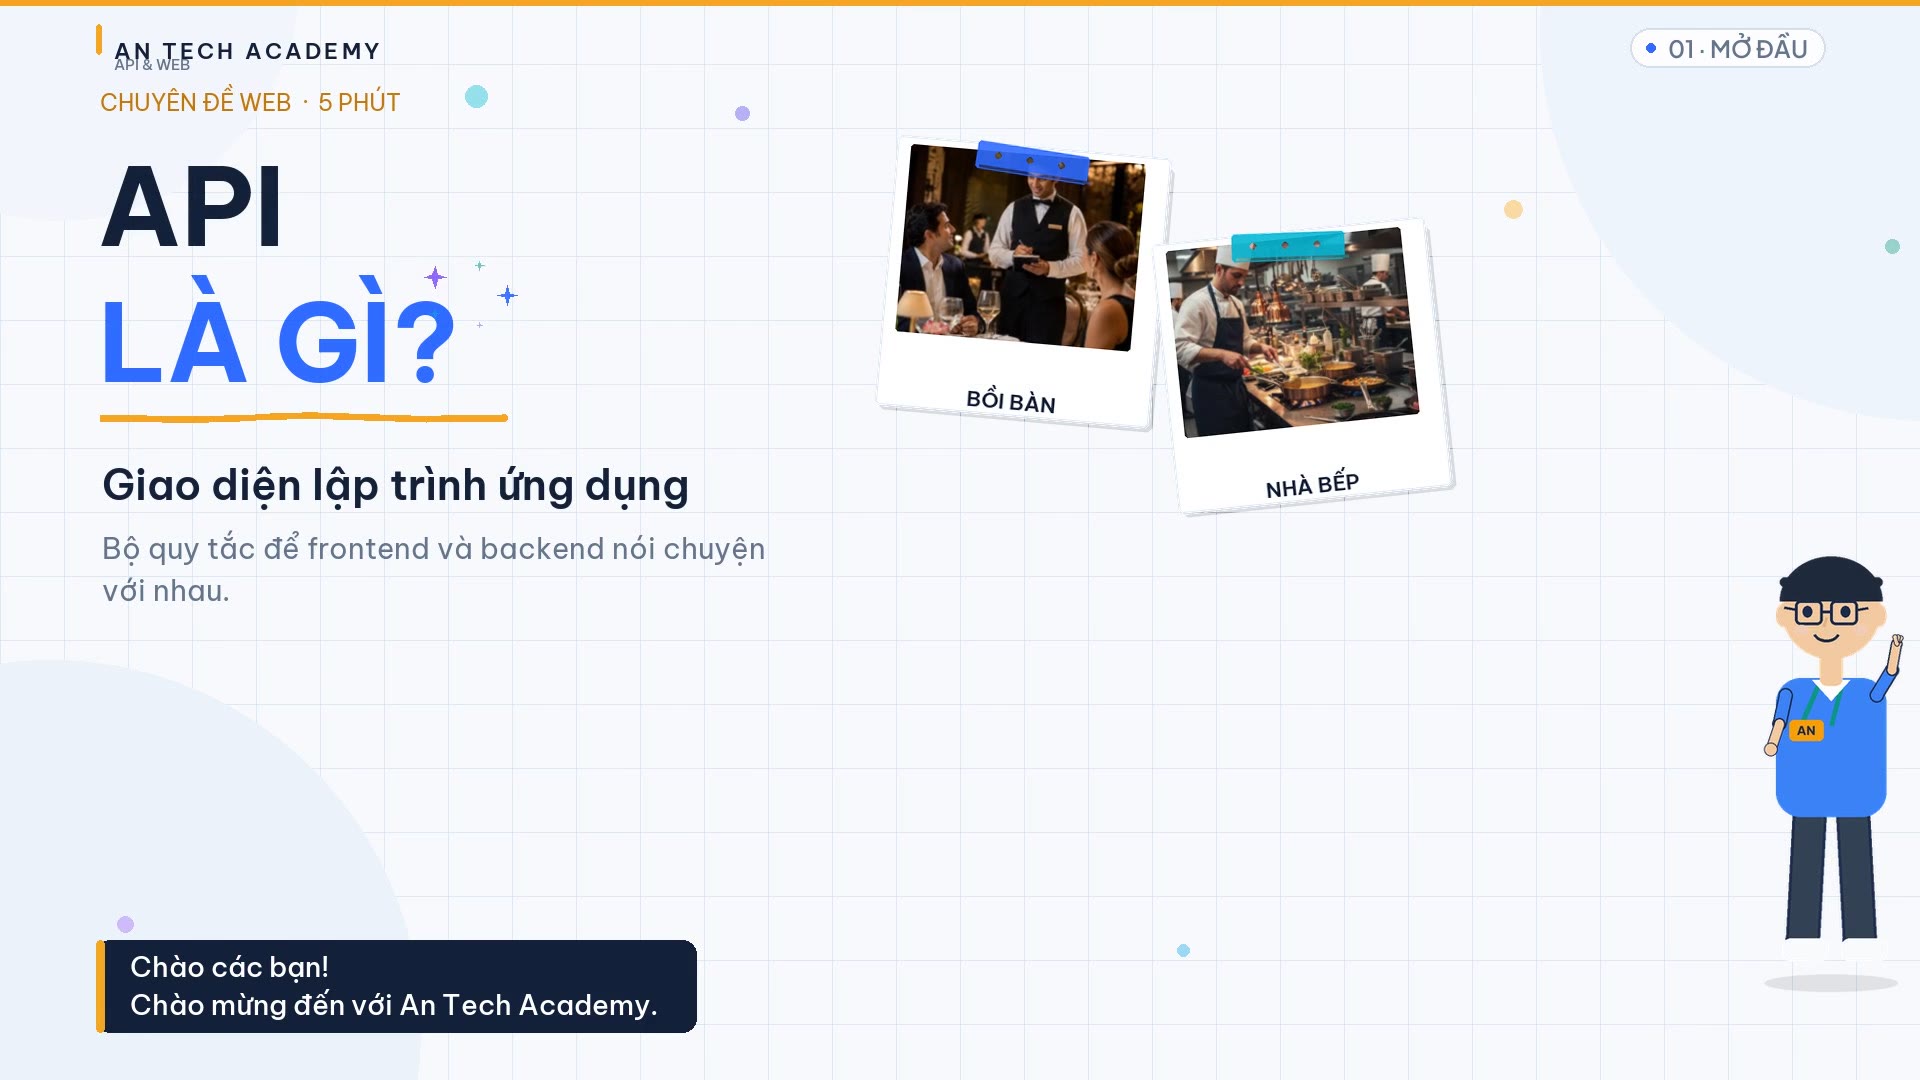 AN TECH ACADEMY
API & WEB
CHUYÊN ĐỀ WEB · 5 PHÚT
01 · MỞ ĐẦU
API
LÀ GÌ?
Giao diện lập trình ứng dụng
Bộ quy tắc để frontend và backend nói chuyện
với nhau.
BỒI BÀN
NHÀ BẾP
AN
Chào các bạn!
Chào mừng đến với An Tech Academy.